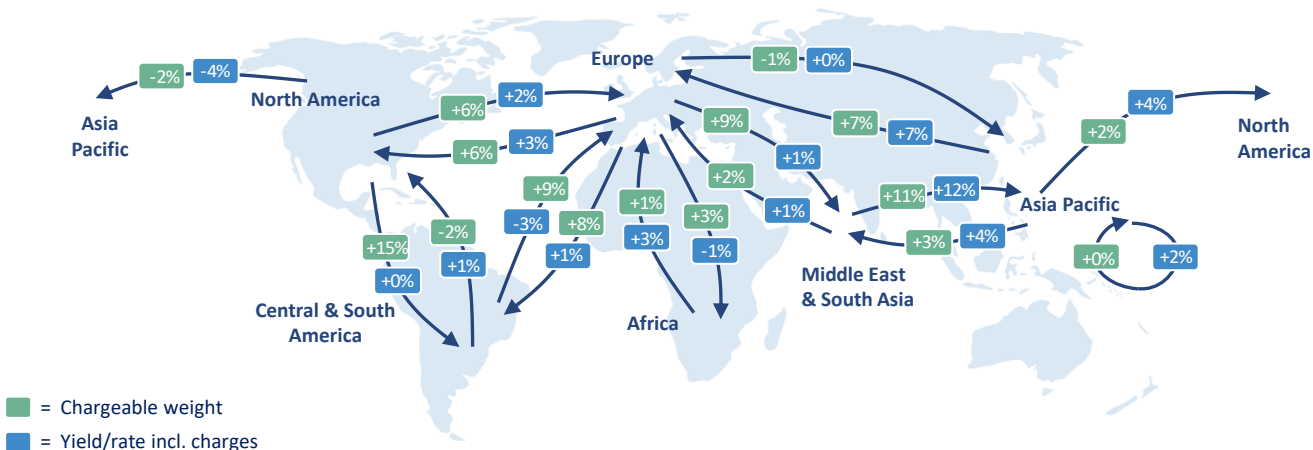 Europe
-1%
+0%
-2%
-4%
North America
Asia
Pacific
+6%
+2%
+6%
+3%
+9%
+1%
+7%
+7%
+2%
+4%
North
America
+2%
+1%
+11%
+12%
Asia Pacific
+3%
+4%
+0%
+2%
+9%
-3%
+8%
+1%
+1%
+3%
+3%
-1%
+15%
+0%
-2%
+1%
Middle East
& South Asia
Central & South
America
Africa
= Chargeable weight
= Yield/rate incl. charges